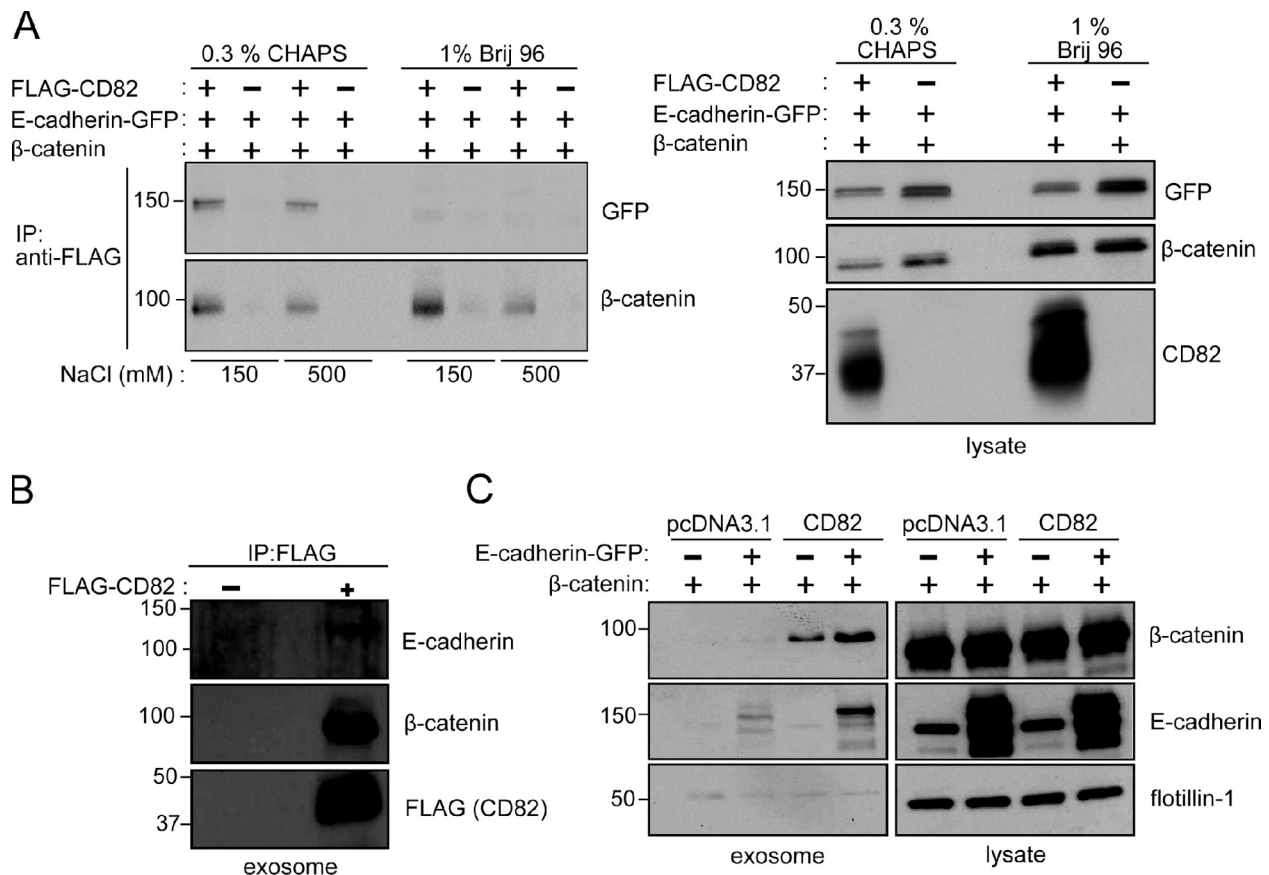 A
0.3 % CHAPS 1% Brij 96
FLAG-CD82 : + − + − + − + −
E-cadherin-GFP : + + + + + + + +
β-catenin : + + + + + + + +
IP:
anti-FLAG
150 GFP
100 β-catenin
NaCl (mM) : 150 500 150 500
0.3 % CHAPS 1 % Brij 96
FLAG-CD82 : + − + −
E-cadherin-GFP : + + + +
β-catenin : + + + +
150 GFP
100 β-catenin
50
37 CD82
lysate
B
IP:FLAG
FLAG-CD82 : − +
150
100 E-cadherin
100 β-catenin
50
37 FLAG (CD82)
exosome
C
pcDNA3.1 CD82 pcDNA3.1 CD82
E-cadherin-GFP: − + − + − + − +
β-catenin: + + + + + + + +
100 β-catenin
150 E-cadherin
50 flotillin-1
exosome lysate